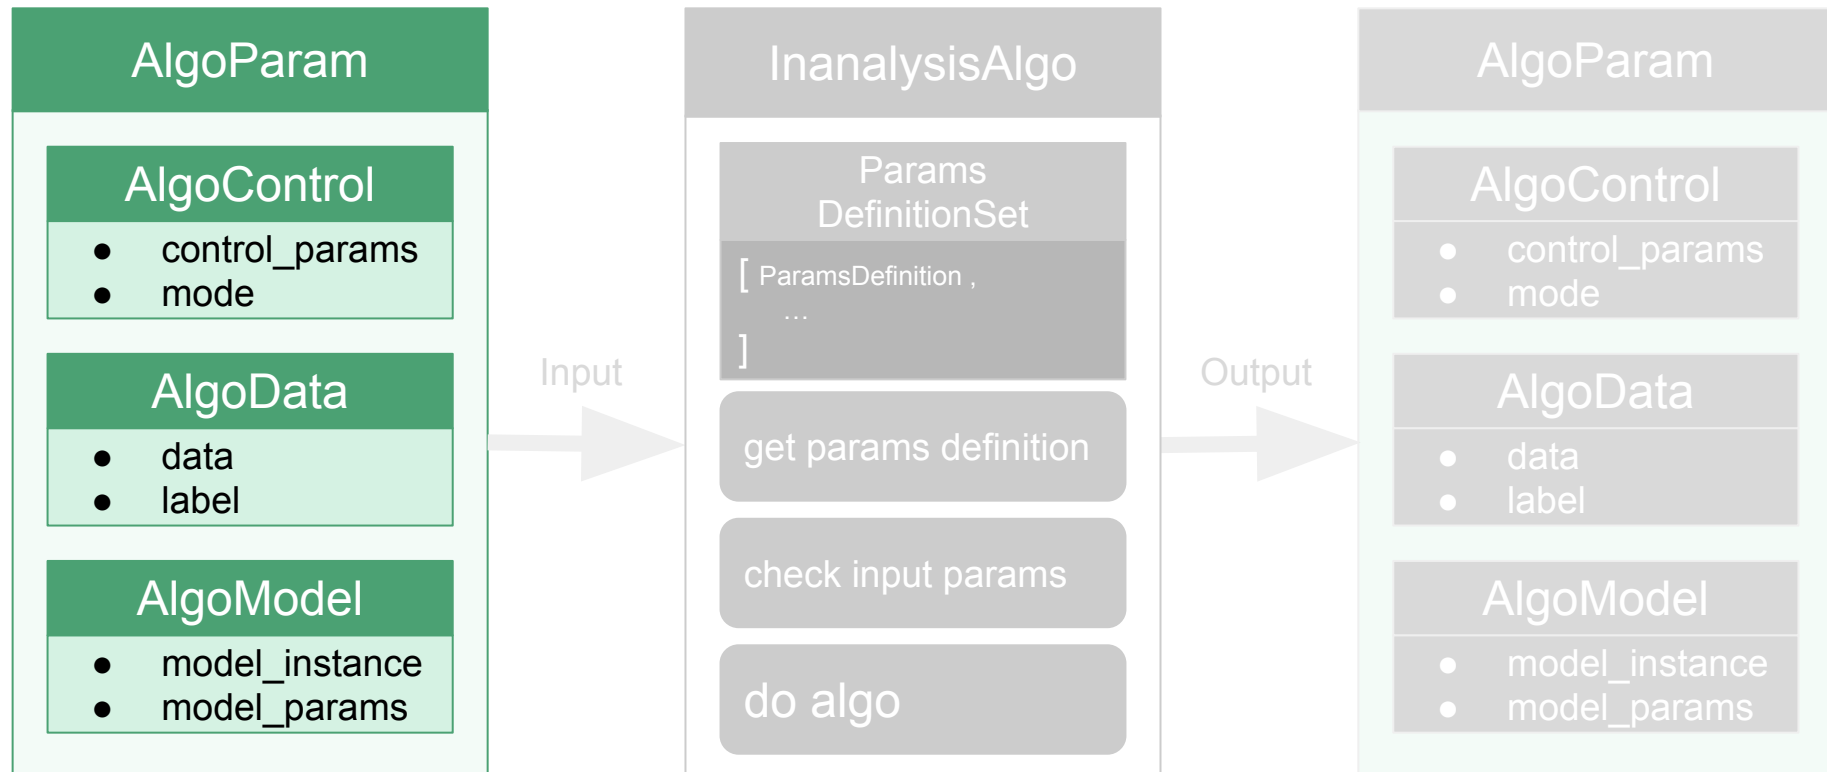 AlgoParam
AlgoControl
● control_params
● mode
AlgoData
● data
● label
AlgoModel
● model_instance
● model_params
Input
InanalysisAlgo
Params
DefinitionSet
[ ParamsDefinition ,
...
]
get params definition
check input params
do algo
Output
AlgoParam
AlgoControl
● control_params
● mode
AlgoData
● data
● label
AlgoModel
● model_instance
● model_params